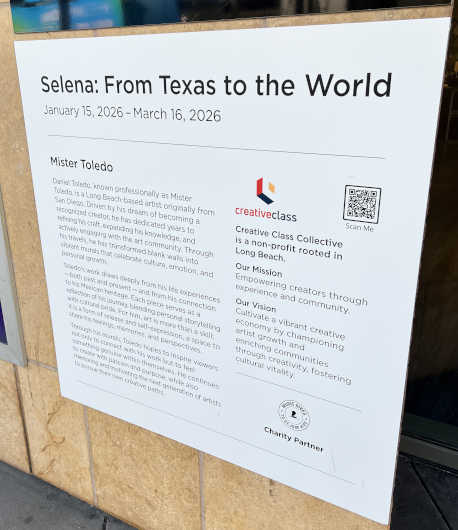 Selena: From Texas to the World
January 15, 2026 – March 16, 2026
Mister Toledo
Daniel Toledo, known professionally as Mister
Toledo, is a Long Beach-based artist originally from
San Diego. Driven by his dream of becoming a
recognized creator, he has dedicated years to
refining his craft, expanding his knowledge, and
actively engaging with the art community. Through
his travels, he has transformed blank walls into
vibrant murals that celebrate culture, emotion, and
personal growth.
Toledo's work draws deeply from his life experiences
– both past and present – and from his connection
to his Mexican heritage. Each piece serves as a
reflection of his journey, blending personal storytelling
with cultural pride. For him, art is more than a skill;
it is a form of release and self-expression, a space to
share his feelings, memories, and perspectives.
Through his murals, Toledo hopes to inspire viewers
not only to connect with his work but to feel
something genuine within themselves. He continues
to create with passion and purpose, while also
inspiring and motivating the next generation of artists
to pursue their own creative paths.
creativeclass
Scan Me
Creative Class Collective
is a non-profit rooted in
Long Beach.
Our Mission
Empowering creators through
experience and community.
Our Vision
Cultivate a vibrant creative
economy by championing
artist growth and
enriching communities
through creativity, fostering
cultural vitality.
Charity Partner